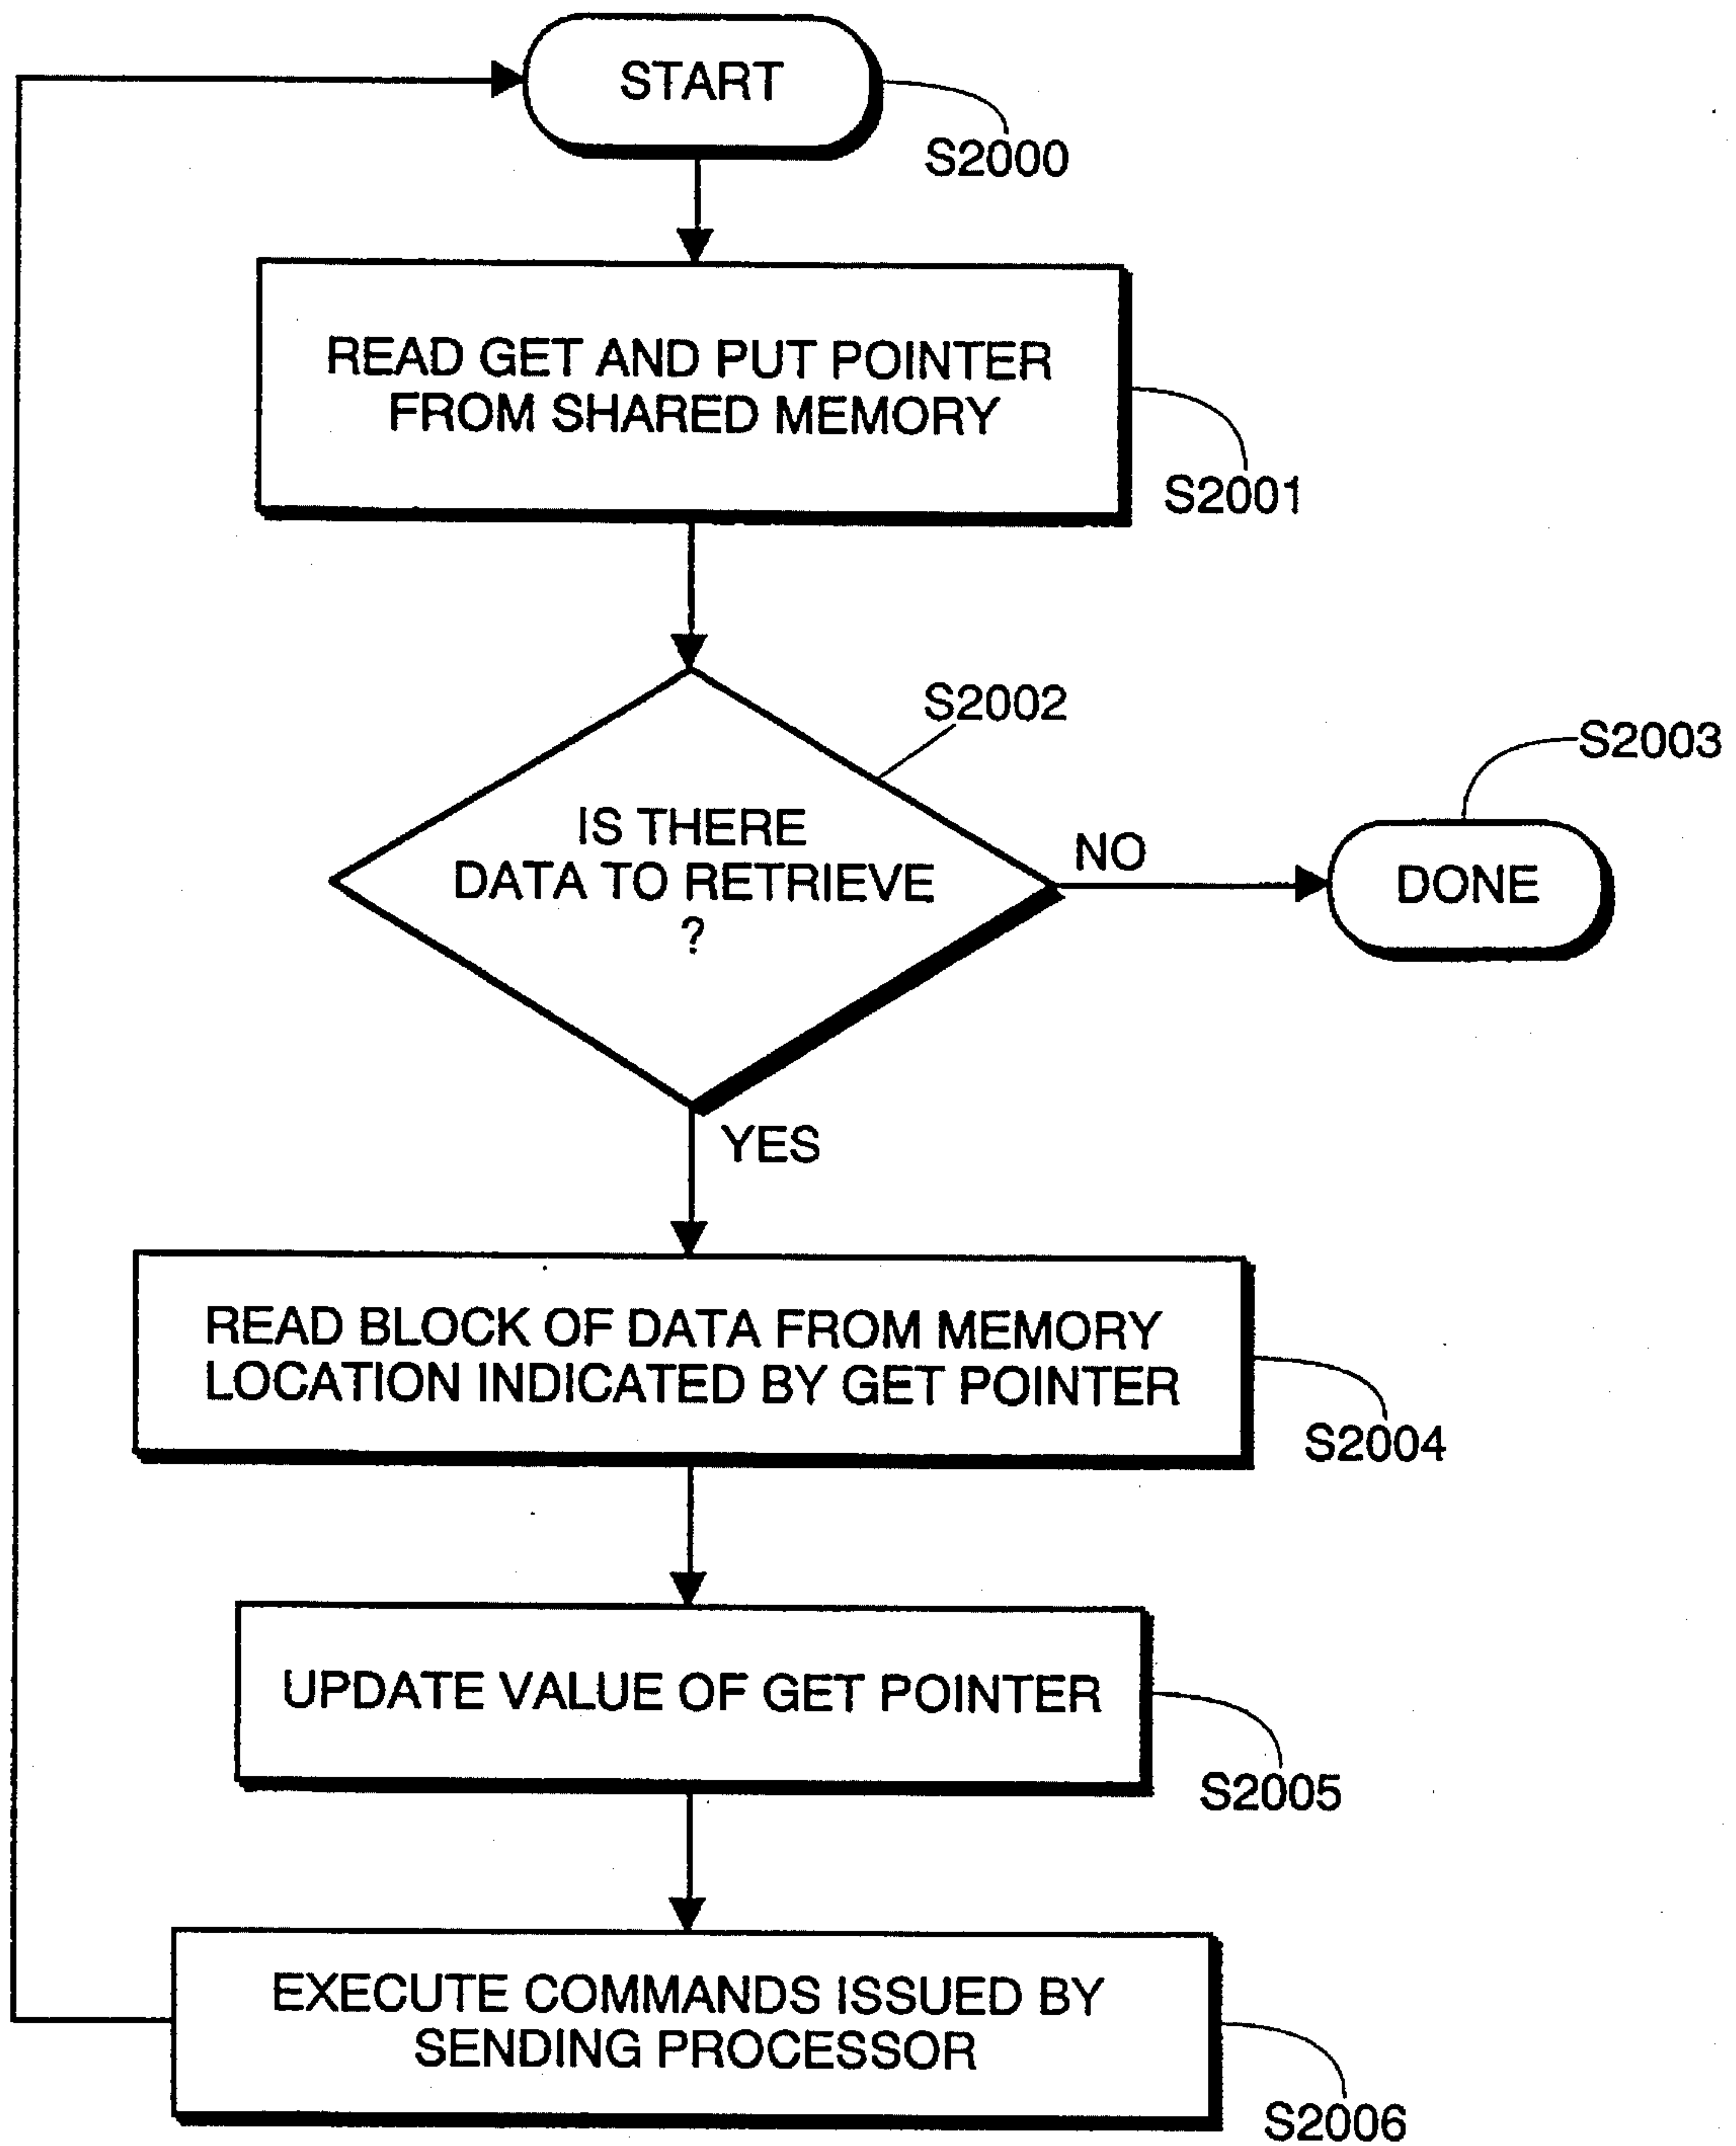 START
S2000
READ GET AND PUT POINTER
FROM SHARED MEMORY
S2001
S2002
IS THERE
DATA TO RETRIEVE
?
NO
S2003
DONE
YES
READ BLOCK OF DATA FROM MEMORY
LOCATION INDICATED BY GET POINTER
S2004
UPDATE VALUE OF GET POINTER
S2005
EXECUTE COMMANDS ISSUED BY
SENDING PROCESSOR
S2006